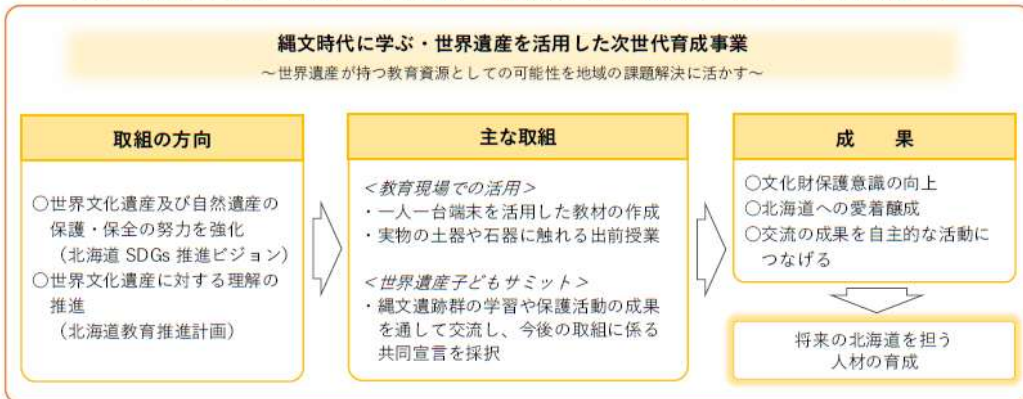 縄文時代に学ぶ・世界遺産を活用した次世代育成事業
～世界遺産が持つ教育資源としての可能性を地域の課題解決に活かす～
取組の方向
○世界文化遺産及び自然遺産の
保護・保全の努力を強化
（北海道 SDGs 推進ビジョン）
○世界文化遺産に対する理解の
推進
（北海道教育推進計画）
主な取組
＜教育現場での活用＞
・一人一台端末を活用した教材の作成
・実物の土器や石器に触れる出前授業
＜世界遺産子どもサミット＞
・縄文遺跡群の学習や保護活動の成果
を通して交流し、今後の取組に係る
共同宣言を採択
成　果
○文化財保護意識の向上
○北海道への愛着醸成
○交流の成果を自主的な活動に
つなげる
将来の北海道を担う
人材の育成